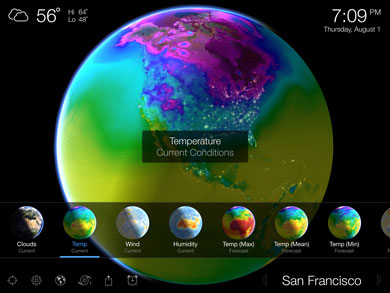 56°
Hi 64°
Lo 48°
7:09 PM
Thursday, August 1
Temperature
Current Conditions
Clouds
Current
Temp
Current
Wind
Current
Humidity
Current
Temp (Max)
Forecast
Temp (Mean)
Forecast
Temp (Min)
Forecast
San Francisco